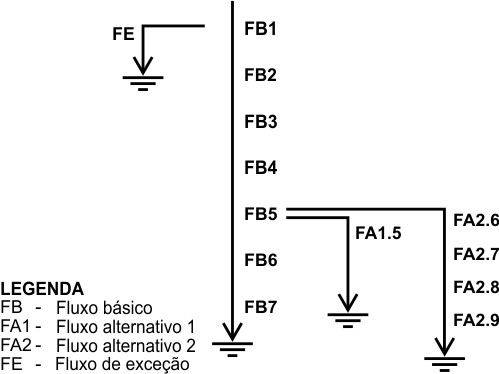 FE
FB1
FB2
FB3
FB4
FB5
FA1.5
FA2.6
FA2.7
FA2.8
FA2.9
FB6
FB7
LEGENDA
FB - Fluxo básico
FA1 - Fluxo alternativo 1
FA2 - Fluxo alternativo 2
FE - Fluxo de exceção